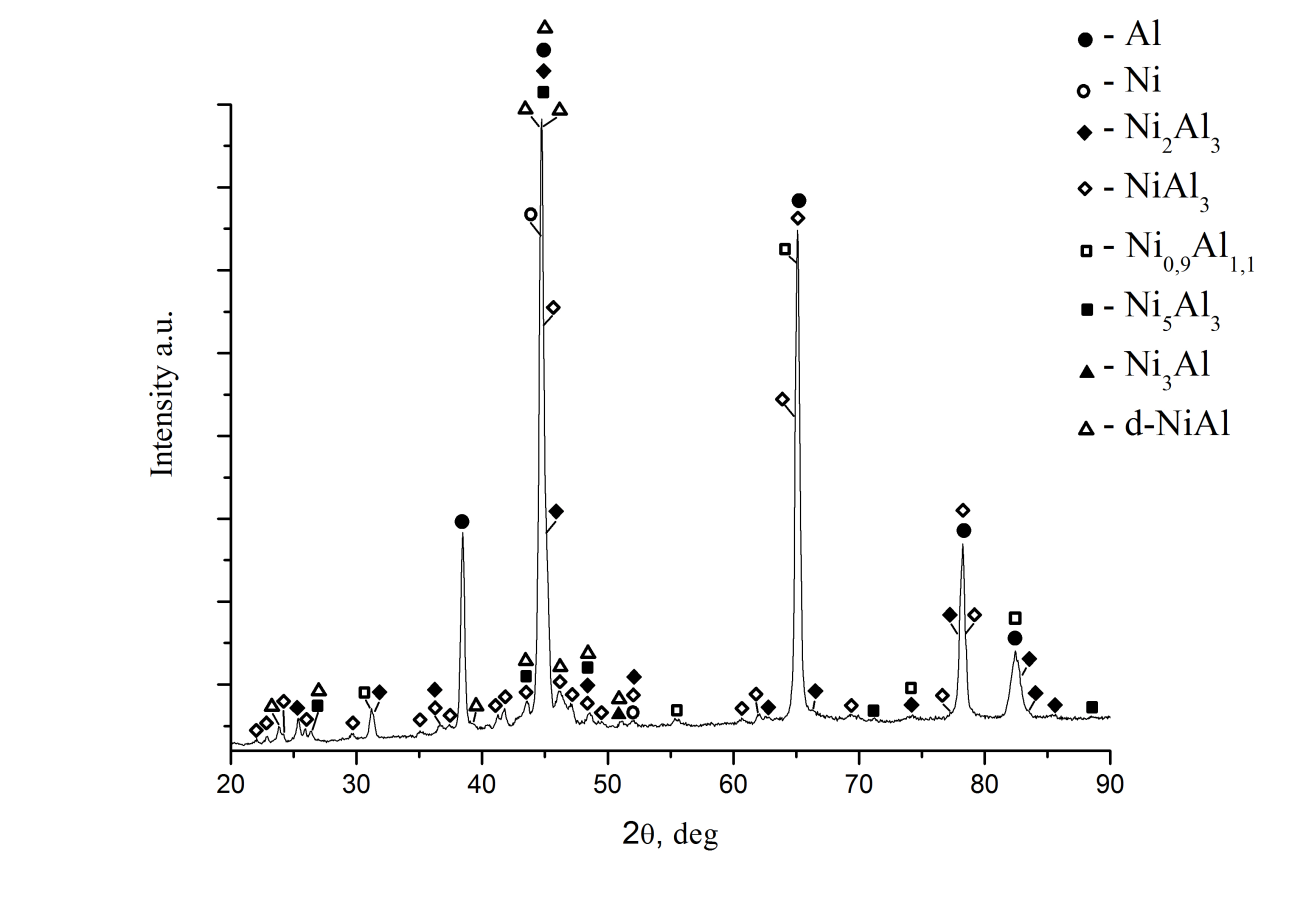 - Al
- Ni
- Ni₂Al₃
- NiAl₃
- Ni₀,₉Al₁,₁
- Ni₅Al₃
- Ni₃Al
- d-NiAl
Intensity a.u.
20 30 40 50 60 70 80 90
2θ, deg